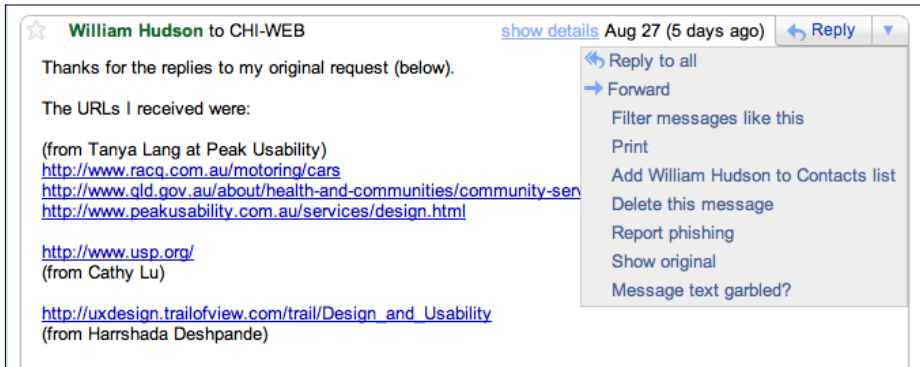 William Hudson to CHI-WEB show details Aug 27 (5 days ago) Reply
Thanks for the replies to my original request (below).
The URLs I received were:
(from Tanya Lang at Peak Usability)
http://www.racq.com.au/motoring/cars
http://www.qld.gov.au/about/health-and-communities/community-serv
http://www.peakusability.com.au/services/design.html
http://www.usp.org/
(from Cathy Lu)
http://uxdesign.trailofview.com/trail/Design_and_Usability
(from Harrshada Deshpande)
Reply to all
Forward
Filter messages like this
Print
Add William Hudson to Contacts list
Delete this message
Report phishing
Show original
Message text garbled?